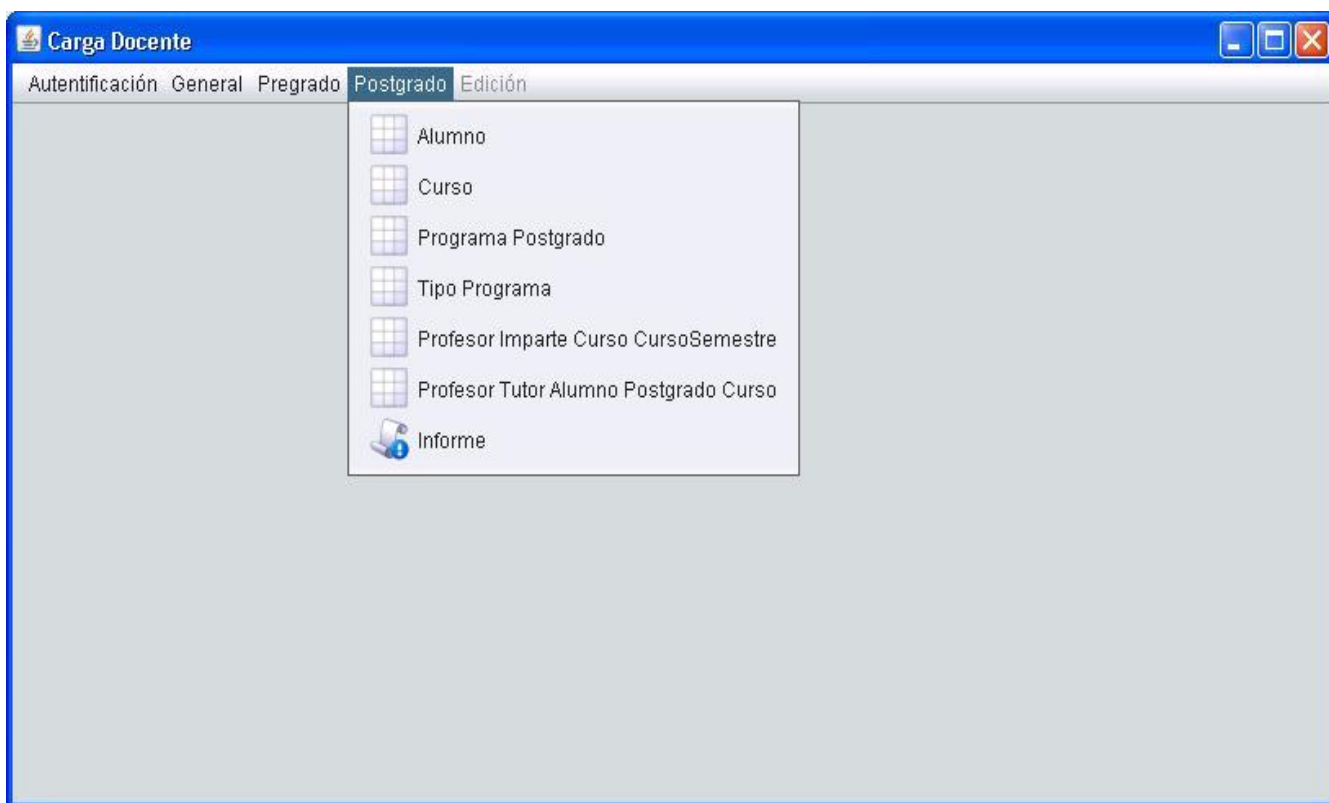 Carga Docente
Autentificación General Pregrado Postgrado Edición
Alumno
Curso
Programa Postgrado
Tipo Programa
Profesor Imparte Curso CursoSemestre
Profesor Tutor Alumno Postgrado Curso
Informe